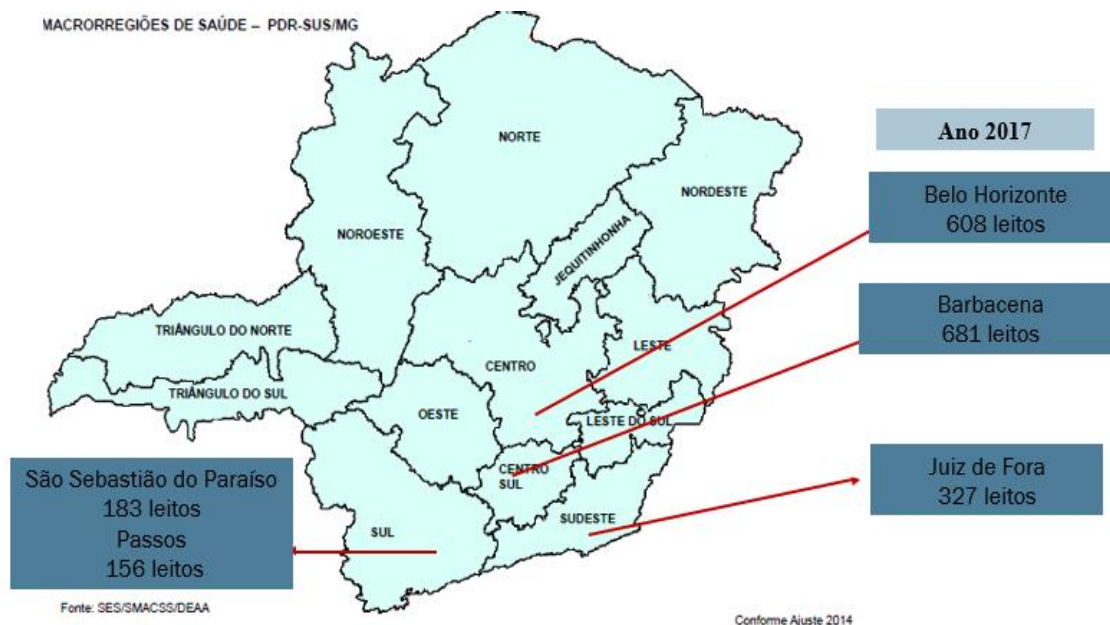 MACRORREGIÕES DE SAÚDE – PDR-SUS/MG
NORTE
Ano 2017
Belo Horizonte
608 leitos
NORDESTE
JEQUITINHONHA
NOROESTE
Barbacena
681 leitos
TRIÂNGULO DO NORTE
LESTE
CENTRO
TRIÂNGULO DO SUL
OESTE
LESTE DO SUL
Juiz de Fora
327 leitos
CENTRO
SUL
São Sebastião do Paraíso
183 leitos
Passos
156 leitos
SUDESTE
SUL
Fonte: SES/SMACSS/DEAA
Conforme Ajuste 2014